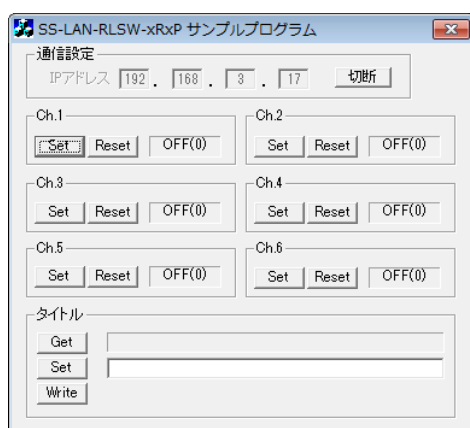 SS-LAN-RLSW-xRxP サンプルプログラム
通信設定
IPアドレス 192 . 168 . 3 . 17 切断
Ch.1 Ch.2
Set Reset OFF(0) Set Reset OFF(0)
Ch.3 Ch.4
Set Reset OFF(0) Set Reset OFF(0)
Ch.5 Ch.6
Set Reset OFF(0) Set Reset OFF(0)
タイトル
Get
Set
Write